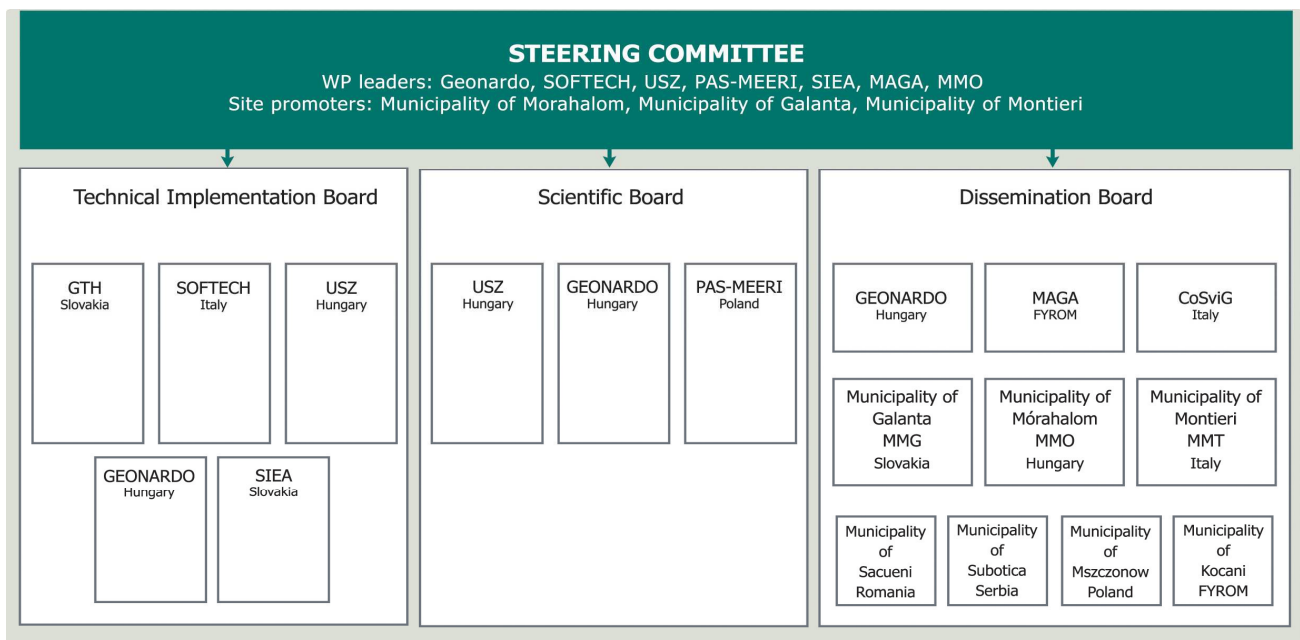 STEERING COMMITTEE
WP leaders: Geonardo, SOFTECH, USZ, PAS-MEERI, SIEA, MAGA, MMO
Site promoters: Municipality of Morahalom, Municipality of Galanta, Municipality of Montieri
Technical Implementation Board
GTH
Slovakia
SOFTECH
Italy
USZ
Hungary
GEONARDO
Hungary
SIEA
Slovakia
Scientific Board
USZ
Hungary
GEONARDO
Hungary
PAS-MEERI
Poland
Dissemination Board
GEONARDO
Hungary
MAGA
FYROM
CoSviG
Italy
Municipality of
Galanta
MMG
Slovakia
Municipality of
Mórahalom
MMO
Hungary
Municipality of
Montieri
MMT
Italy
Municipality
of
Sacueni
Romania
Municipality
of
Subotica
Serbia
Municipality
of
Mszczonow
Poland
Municipality
of
Kocani
FYROM